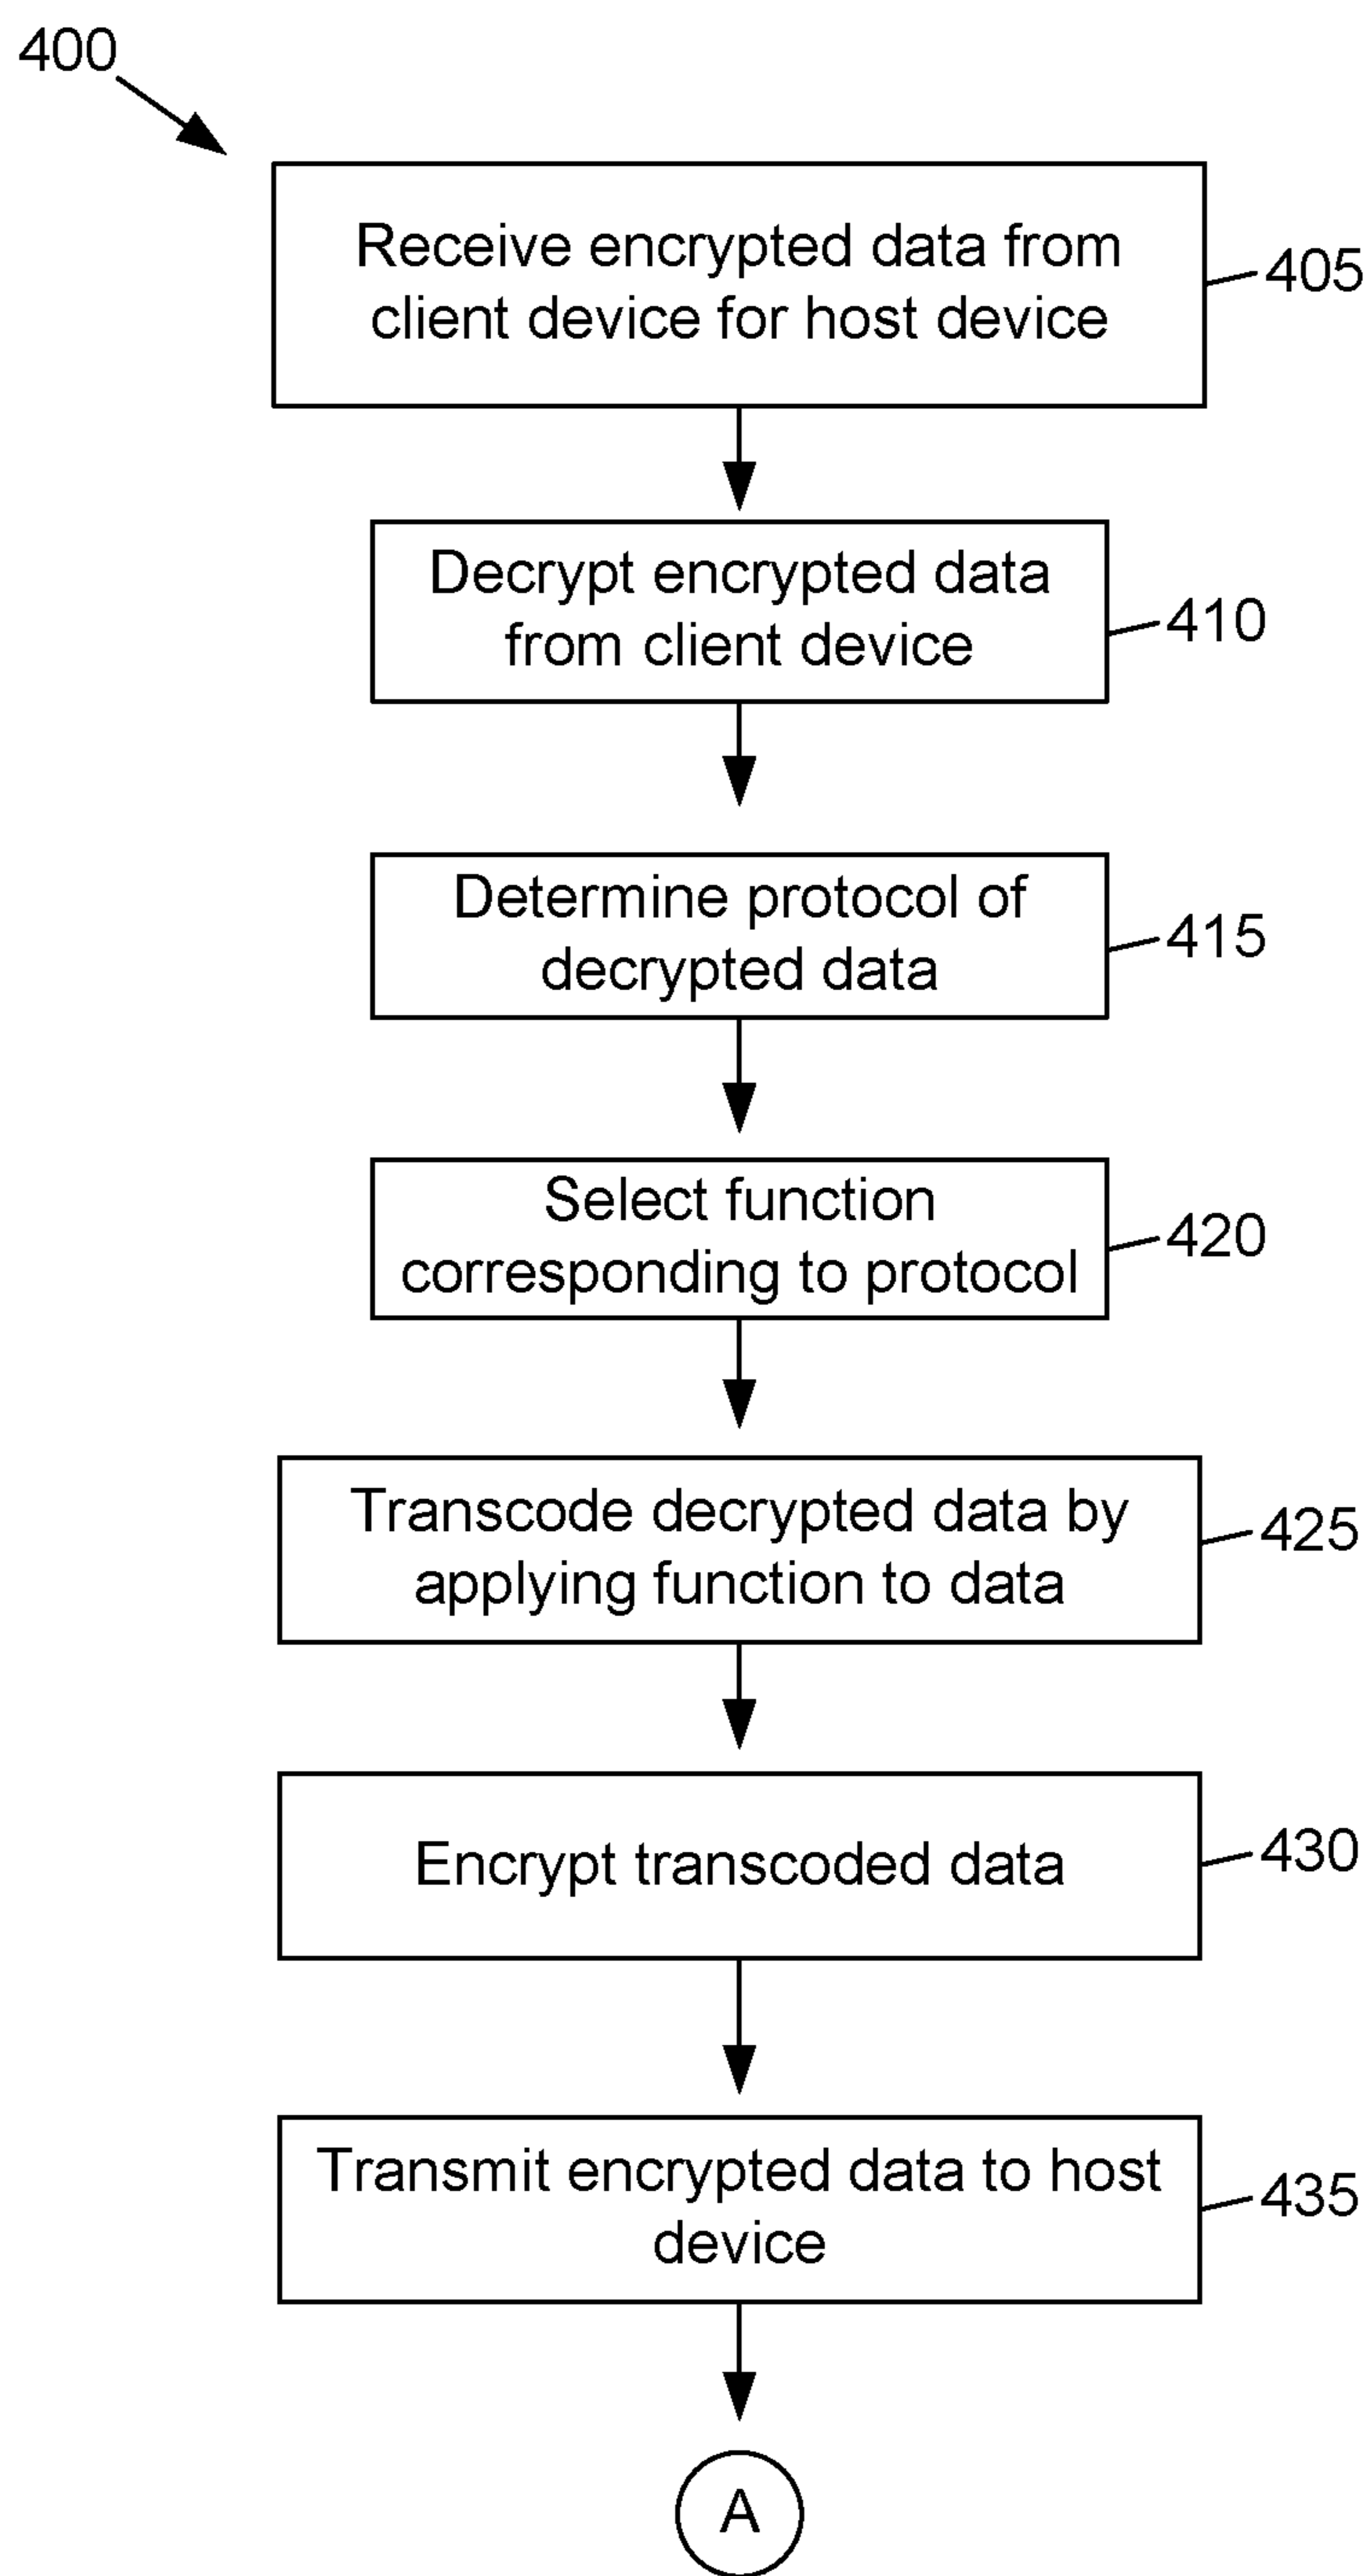 400
Receive encrypted data from
client device for host device
405
Decrypt encrypted data
from client device
410
Determine protocol of
decrypted data
415
Select function
corresponding to protocol
420
Transcode decrypted data by
applying function to data
425
Encrypt transcoded data
430
Transmit encrypted data to host
device
435
A